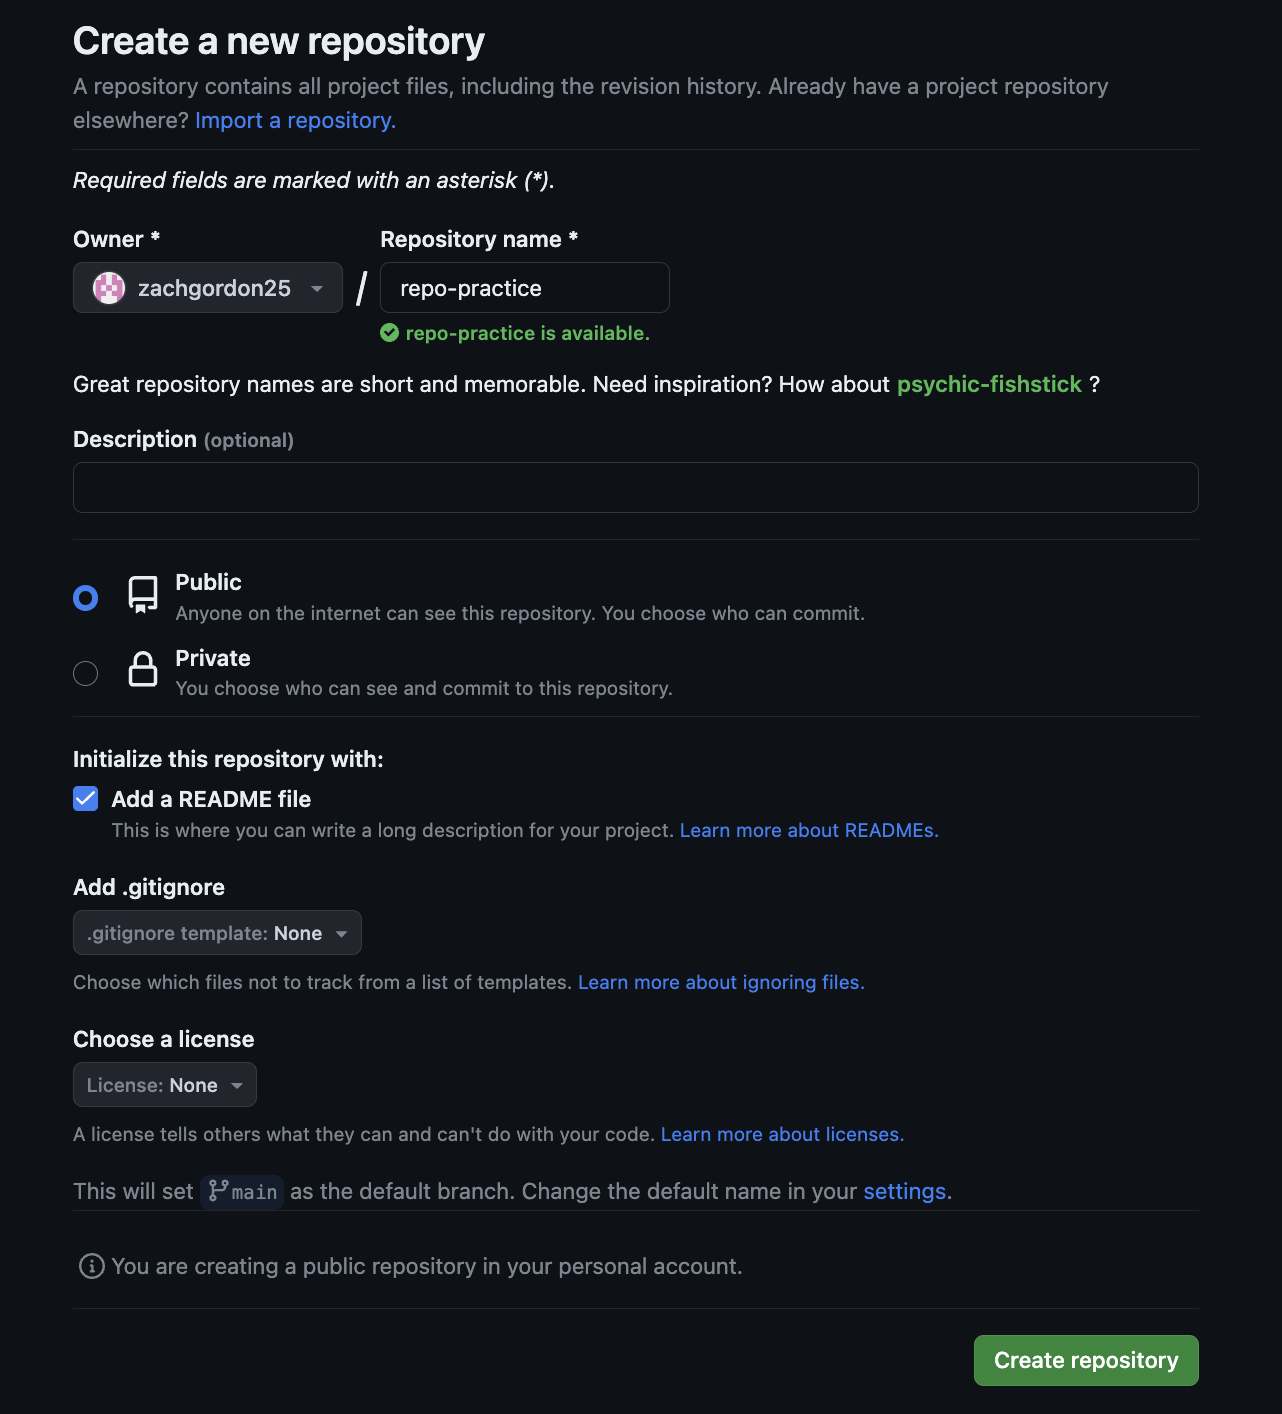 Create a new repository
A repository contains all project files, including the revision history. Already have a project repository
elsewhere? Import a repository.
Required fields are marked with an asterisk (*).
Owner * Repository name *
zachgordon25 / repo-practice
repo-practice is available.
Great repository names are short and memorable. Need inspiration? How about psychic-fishstick ?
Description (optional)
Public
Anyone on the internet can see this repository. You choose who can commit.
Private
You choose who can see and commit to this repository.
Initialize this repository with:
Add a README file
This is where you can write a long description for your project. Learn more about READMEs.
Add .gitignore
.gitignore template: None
Choose which files not to track from a list of templates. Learn more about ignoring files.
Choose a license
License: None
A license tells others what they can and can't do with your code. Learn more about licenses.
This will set main as the default branch. Change the default name in your settings.
You are creating a public repository in your personal account.
Create repository